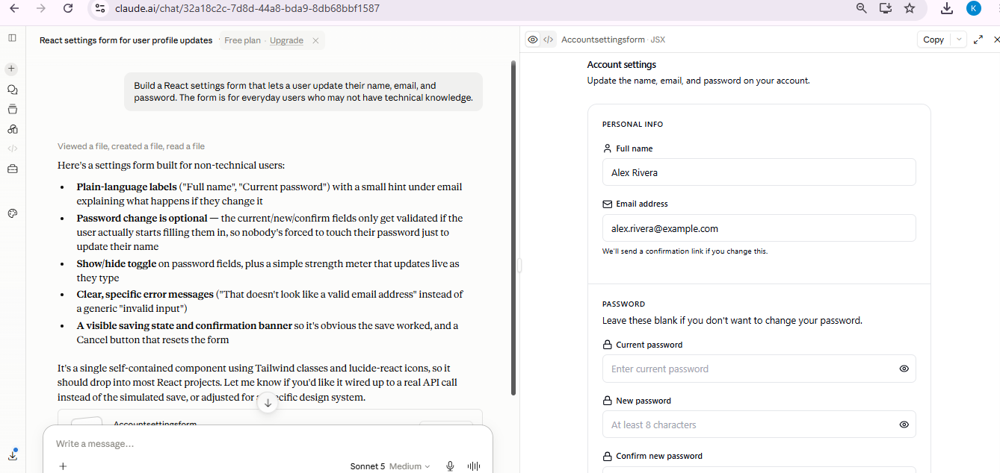 claude.ai/chat/32a18c2c-7d8d-44a8-bda9-8db68bbf1587
K
React settings form for user profile updates
Free plan · Upgrade
Build a React settings form that lets a user update their name, email, and
password. The form is for everyday users who may not have technical knowledge.
Viewed a file, created a file, read a file
Here's a settings form built for non-technical users:
• Plain-language labels ("Full name", "Current password") with a small hint under email
explaining what happens if they change it
• Password change is optional — the current/new/confirm fields only get validated if the
user actually starts filling them in, so nobody's forced to touch their password just to
update their name
• Show/hide toggle on password fields, plus a simple strength meter that updates live as
they type
• Clear, specific error messages ("That doesn't look like a valid email address" instead of
a generic "invalid input")
• A visible saving state and confirmation banner so it's obvious the save worked, and a
Cancel button that resets the form
It's a single self-contained component using Tailwind classes and lucide-react icons, so it
should drop into most React projects. Let me know if you'd like it wired up to a real API call
instead of the simulated save, or adjusted for design system.
Accountsettingsform
Write a message...
Sonnet 5 Medium
Accountsettingsform · JSX
Copy
Account settings
Update the name, email, and password on your account.
PERSONAL INFO
Full name
Alex Rivera
Email address
alex.rivera@example.com
We'll send a confirmation link if you change this.
PASSWORD
Leave these blank if you don't want to change your password.
Current password
Enter current password
New password
At least 8 characters
Confirm new password